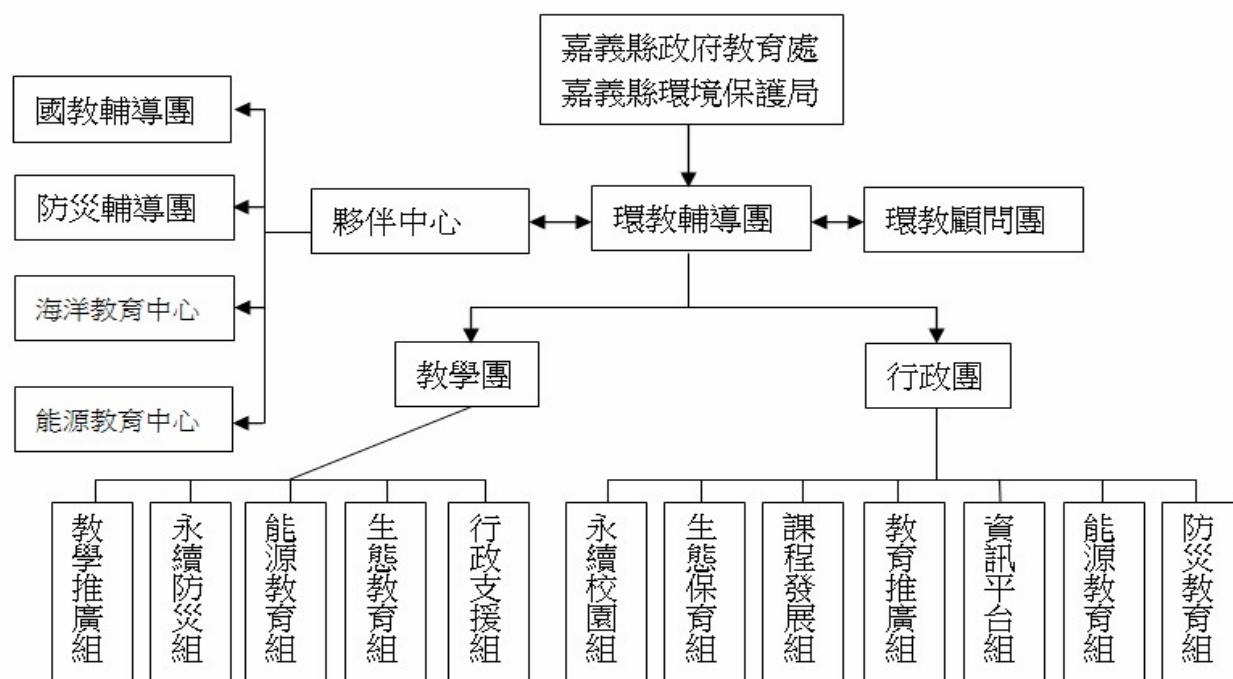 嘉義縣政府教育處
嘉義縣環境保護局
國教輔導團
防災輔導團
夥伴中心
環教輔導團
環教顧問團
海洋教育中心
教學團
行政團
能源教育中心
教學推廣組
永續防災組
能源教育組
生態教育組
行政支援組
永續校園組
生態保育組
課程發展組
教育推廣組
資訊平台組
能源教育組
防災教育組